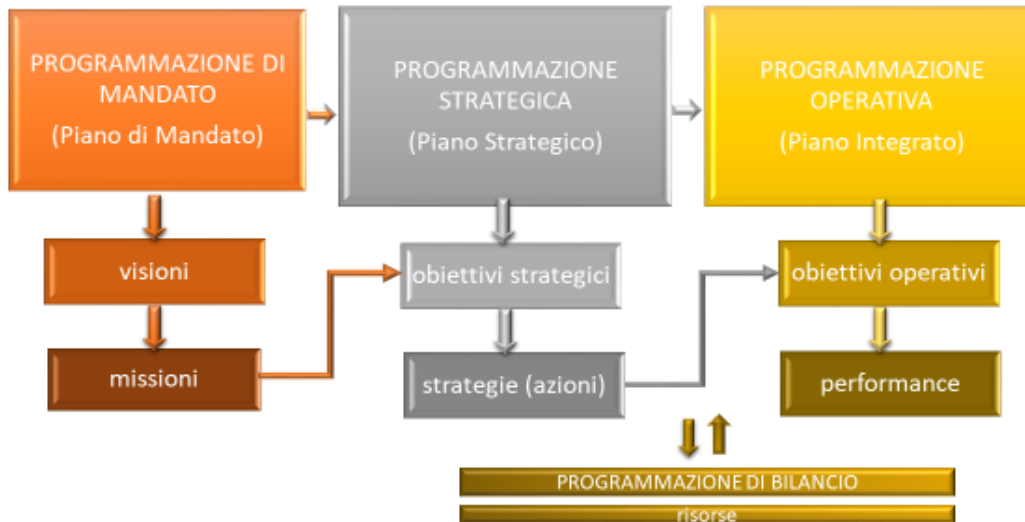 PROGRAMMAZIONE DI
MANDATO
(Piano di Mandato)
PROGRAMMAZIONE
STRATEGICA
(Piano Strategico)
PROGRAMMAZIONE
OPERATIVA
(Piano Integrato)
visioni
obiettivi strategici
obiettivi operativi
missioni
strategie (azioni)
performance
PROGRAMMAZIONE DI BILANCIO
risorse